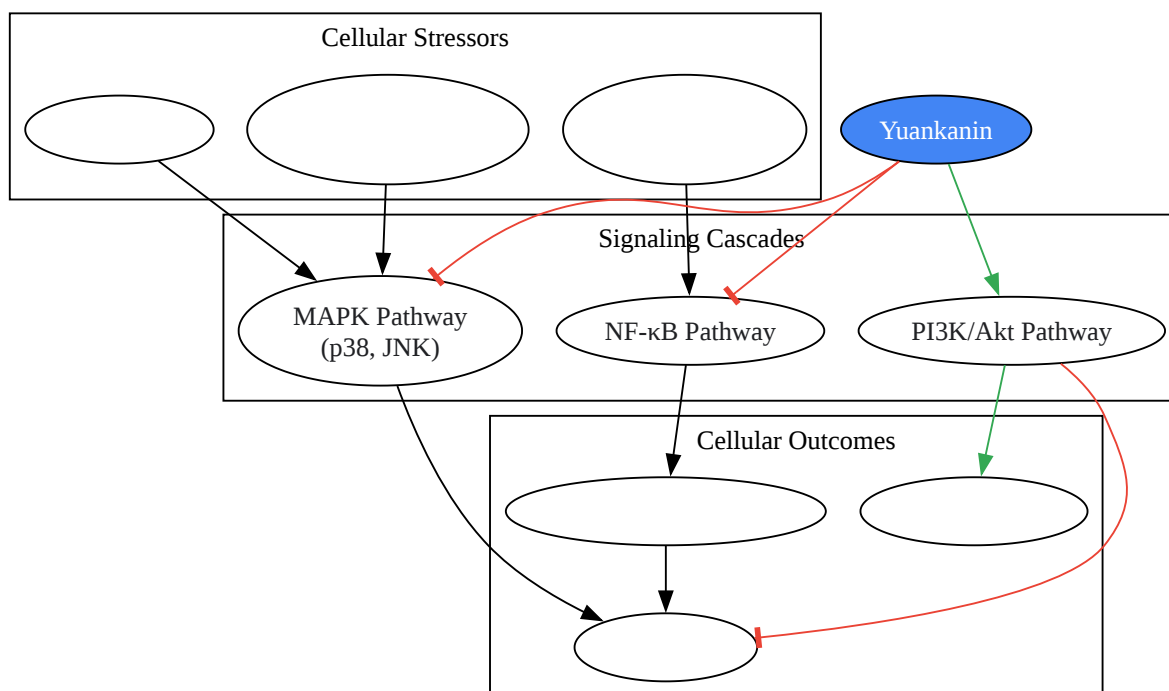 Cellular Stressors
Yuankanin
Signaling Cascades
MAPK Pathway
(p38, JNK)
NF-κB Pathway
PI3K/Akt Pathway
Cellular Outcomes